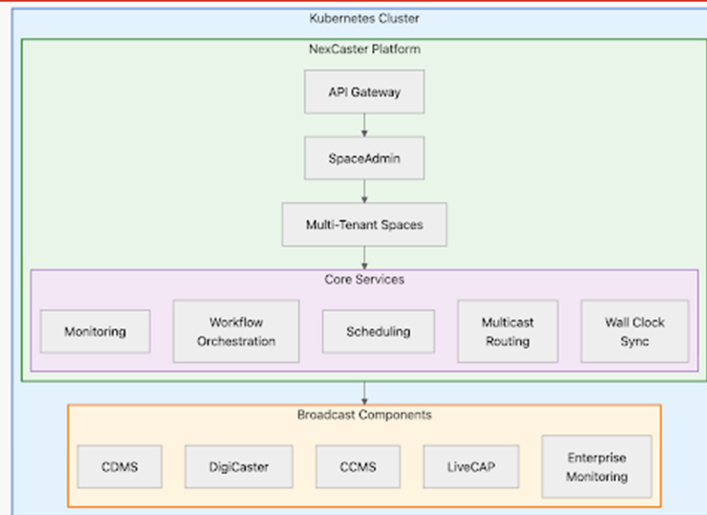 Kubernetes Cluster
NexCaster Platform
API Gateway
SpaceAdmin
Multi-Tenant Spaces
Core Services
Monitoring
Workflow
Orchestration
Scheduling
Multicast
Routing
Wall Clock
Sync
Broadcast Components
CDMS
DigiCaster
CCMS
LiveCAP
Enterprise
Monitoring